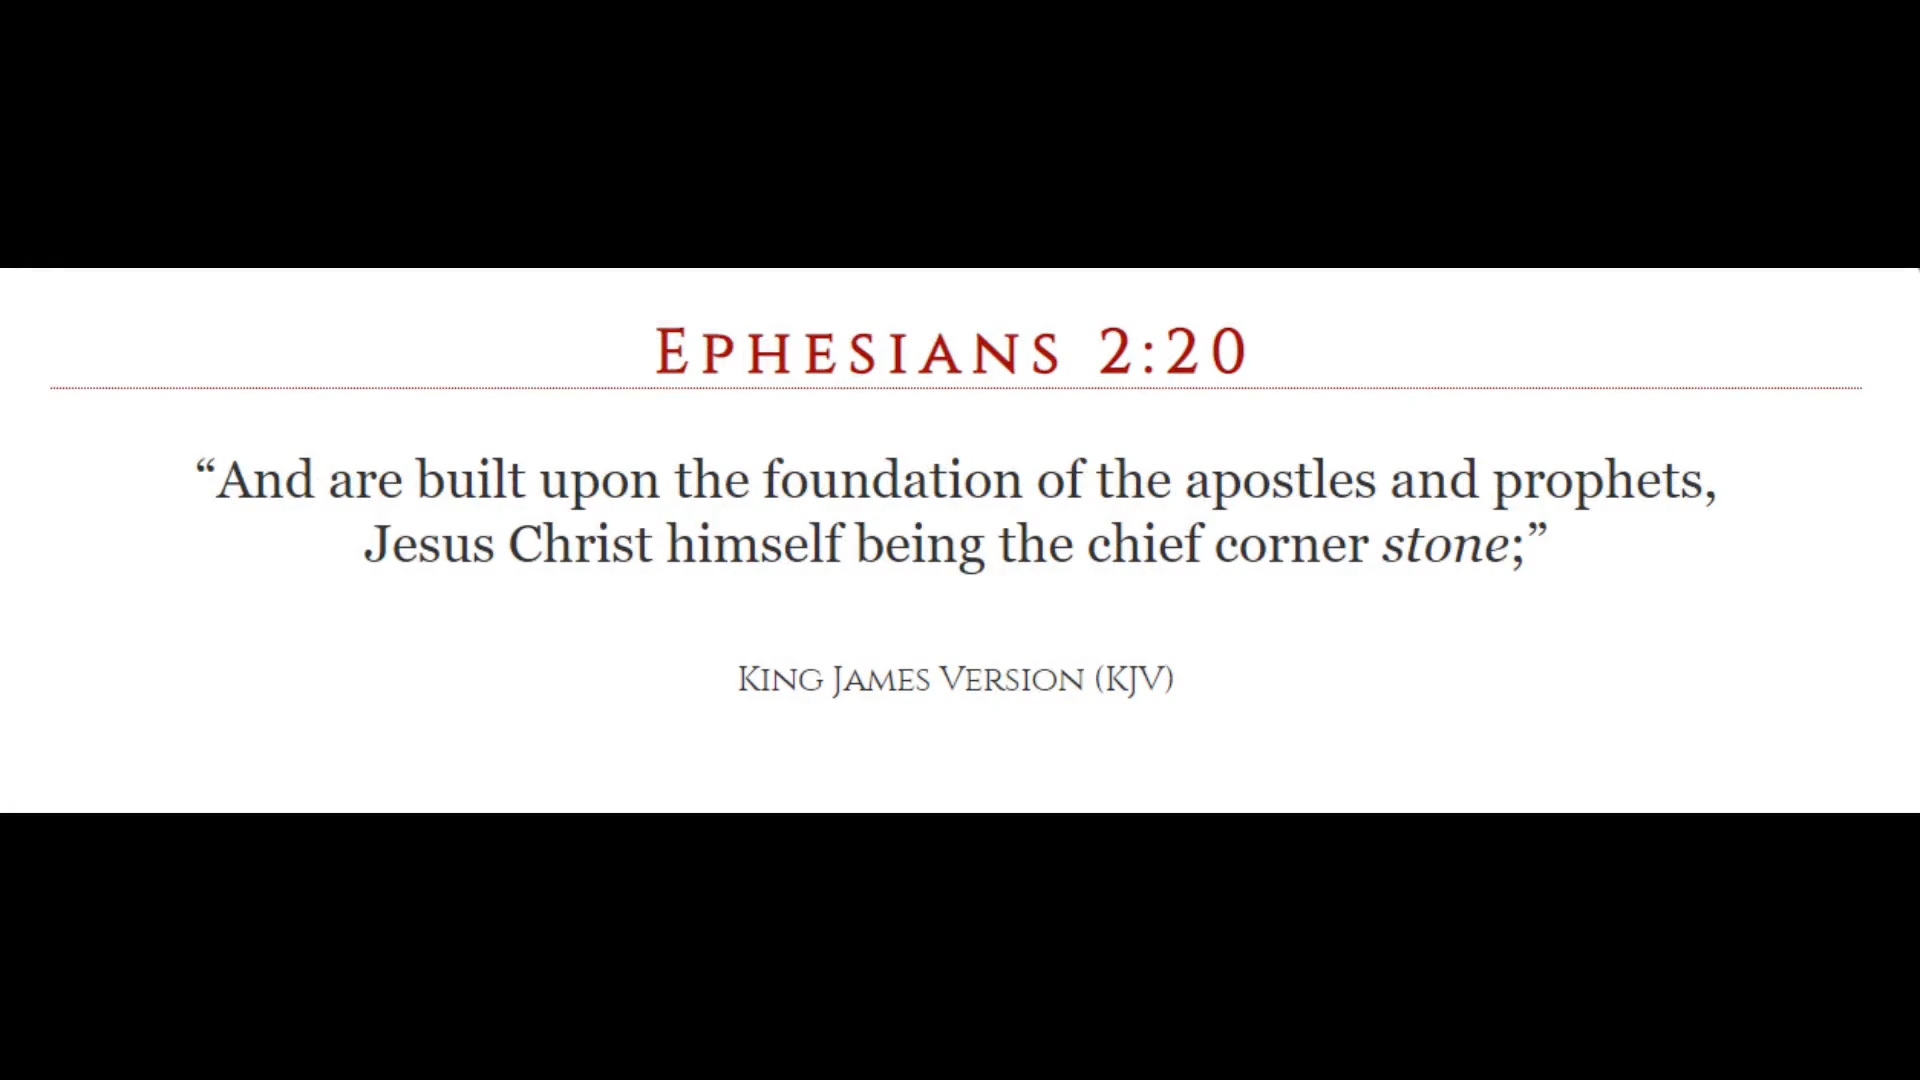 Ephesians 2:20
“And are built upon the foundation of the apostles and prophets,
Jesus Christ himself being the chief corner stone;”
King James Version (KJV)